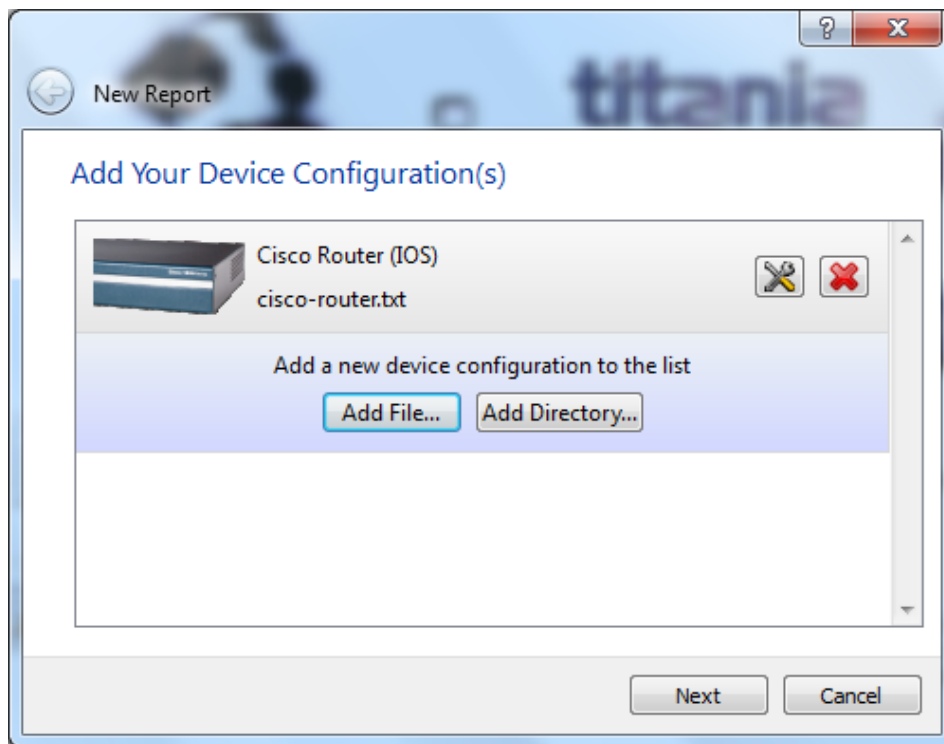 ?
X
titania
New Report
Add Your Device Configuration(s)
Cisco Router (IOS)
cisco-router.txt
Add a new device configuration to the list
Add File...
Add Directory...
Next
Cancel